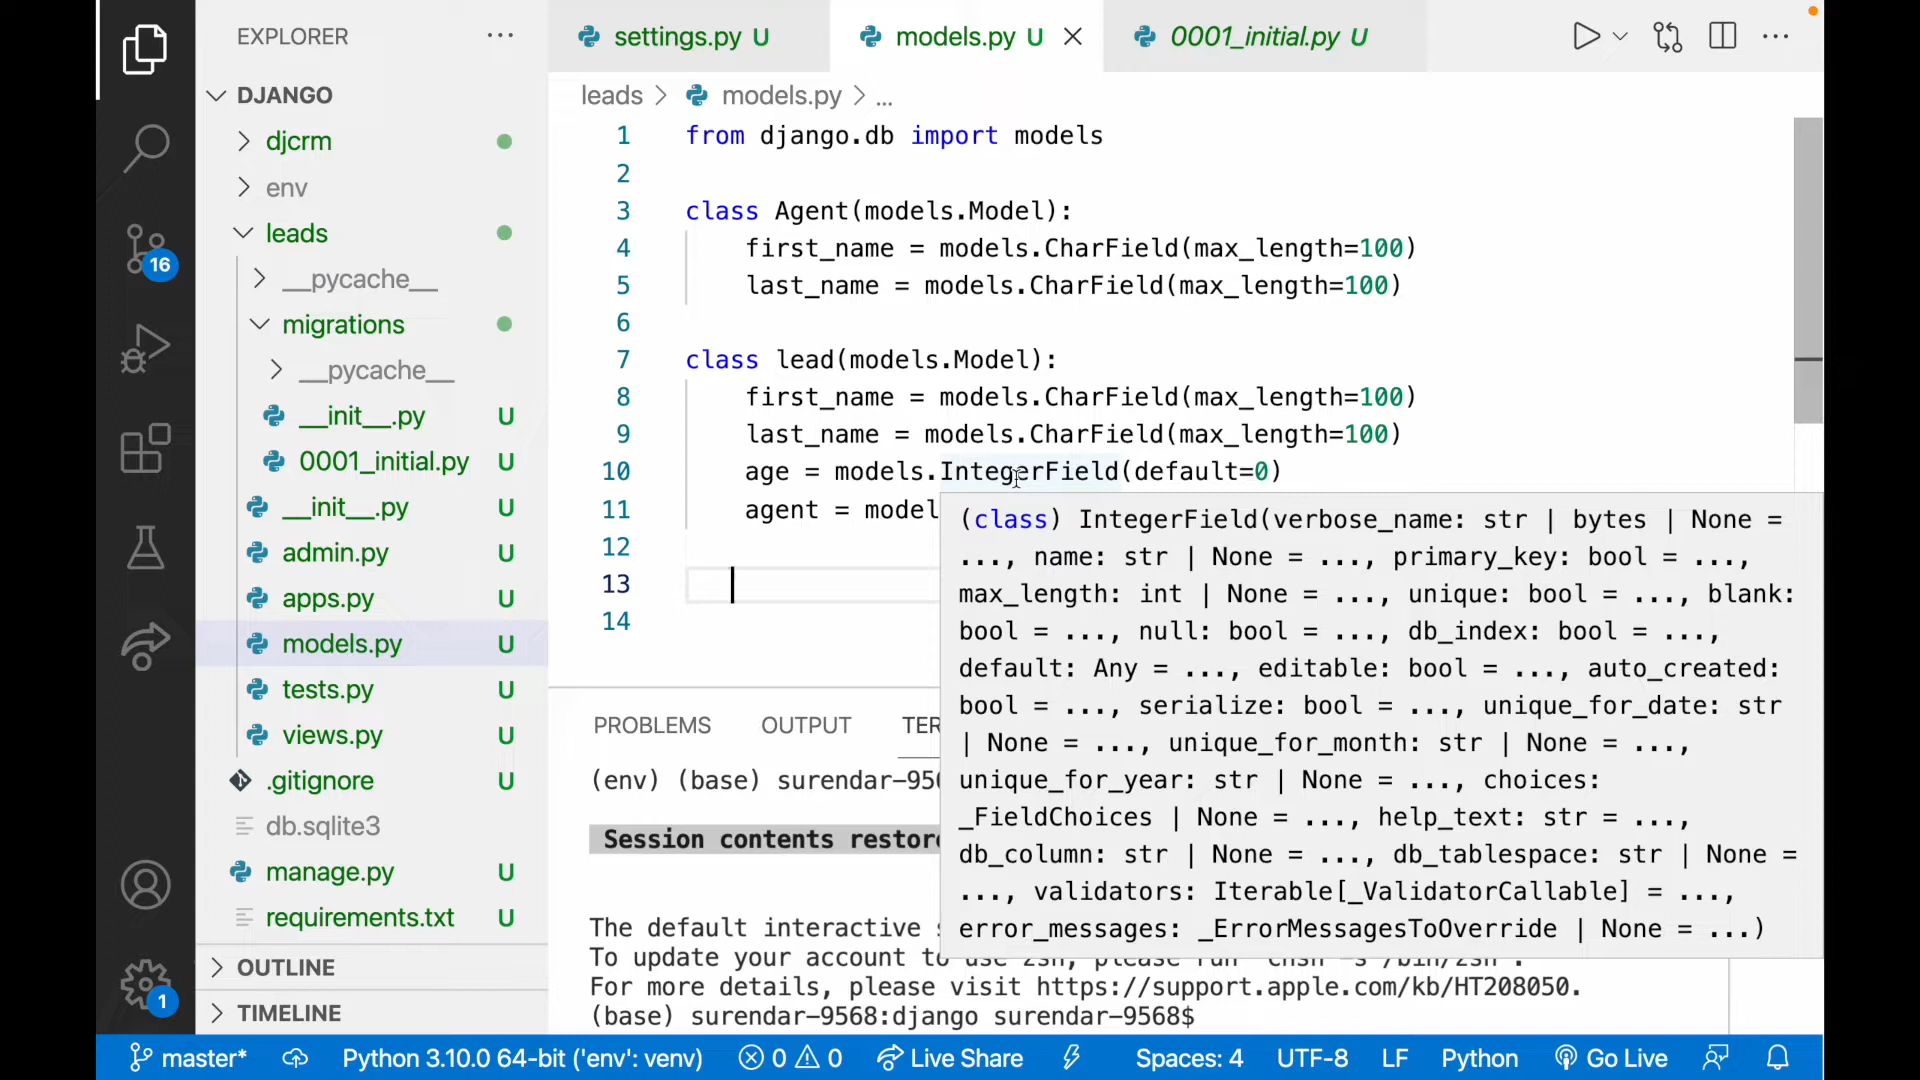 EXPLORER
DJANGO
djcrm
env
leads
__pycache__
migrations
__pycache__
__init__.py U
0001_initial.py U
__init__.py U
admin.py U
apps.py U
models.py U
tests.py U
views.py U
.gitignore U
db.sqlite3
manage.py U
requirements.txt U
OUTLINE
TIMELINE
16
1
settings.py U
models.py U
0001_initial.py U
leads > models.py > ...
1 from django.db import models
2
3 class Agent(models.Model):
4 first_name = models.CharField(max_length=100)
5 last_name = models.CharField(max_length=100)
6
7 class lead(models.Model):
8 first_name = models.CharField(max_length=100)
9 last_name = models.CharField(max_length=100)
10 age = models.IntegerField(default=0)
11 agent = model
12
13
14
(class) IntegerField(verbose_name: str | bytes | None =
..., name: str | None = ..., primary_key: bool = ...,
max_length: int | None = ..., unique: bool = ..., blank:
bool = ..., null: bool = ..., db_index: bool = ...,
default: Any = ..., editable: bool = ..., auto_created:
bool = ..., serialize: bool = ..., unique_for_date: str
| None = ..., unique_for_month: str | None = ...,
unique_for_year: str | None = ..., choices:
_FieldChoices | None = ..., help_text: str = ...,
db_column: str | None = ..., db_tablespace: str | None =
..., validators: Iterable[_ValidatorCallable] = ...,
error_messages: _ErrorMessagesToOverride | None = ...)
PROBLEMS OUTPUT TER
(env) (base) surendar-956
Session contents restore
The default interactive
To update your account to use zsh, please run `chsh -s /bin/zsh`.
For more details, please visit https://support.apple.com/kb/HT208050.
(base) surendar-9568:django surendar-9568$
master* Python 3.10.0 64-bit ('env': venv) 0 0 Live Share Spaces: 4 UTF-8 LF Python Go Live